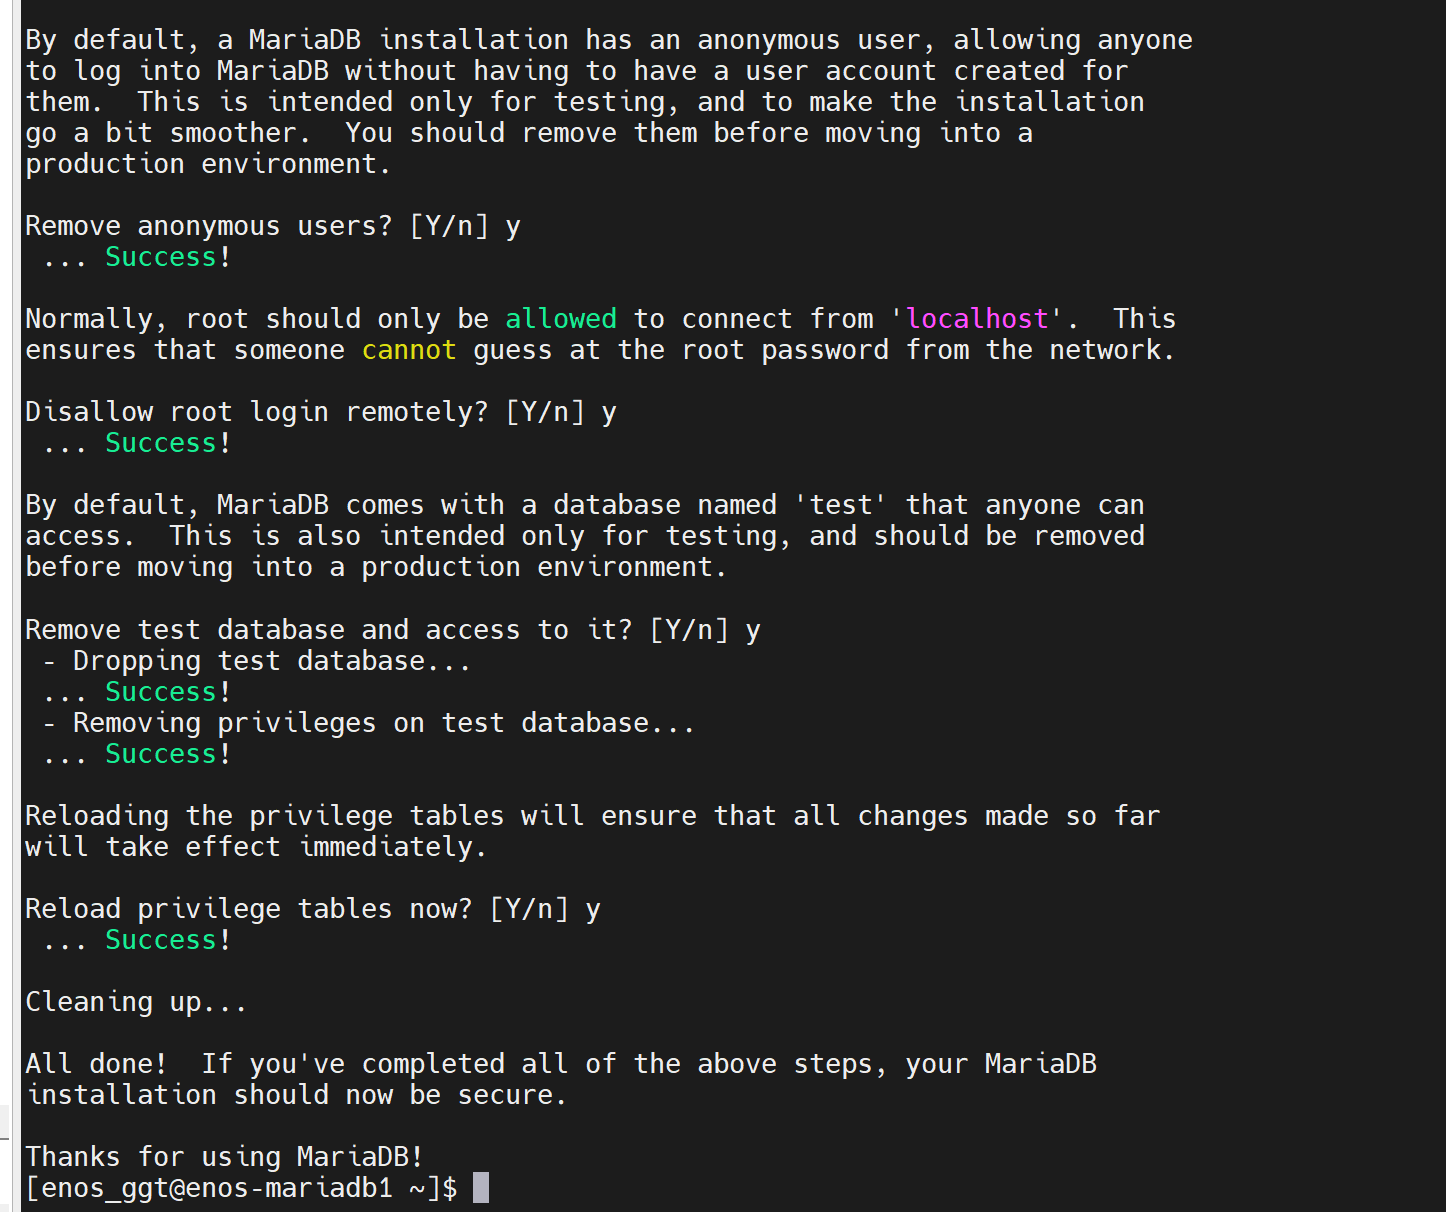 By default, a MariaDB installation has an anonymous user, allowing anyone
to log into MariaDB without having to have a user account created for
them.  This is intended only for testing, and to make the installation
go a bit smoother.  You should remove them before moving into a
production environment.

Remove anonymous users? [Y/n] y
 ... Success!

Normally, root should only be allowed to connect from 'localhost'.  This
ensures that someone cannot guess at the root password from the network.

Disallow root login remotely? [Y/n] y
 ... Success!

By default, MariaDB comes with a database named 'test' that anyone can
access.  This is also intended only for testing, and should be removed
before moving into a production environment.

Remove test database and access to it? [Y/n] y
 - Dropping test database...
 ... Success!
 - Removing privileges on test database...
 ... Success!

Reloading the privilege tables will ensure that all changes made so far
will take effect immediately.

Reload privilege tables now? [Y/n] y
 ... Success!

Cleaning up...

All done!  If you've completed all of the above steps, your MariaDB
installation should now be secure.

Thanks for using MariaDB!
[enos_ggt@enos-mariadb1 ~]$